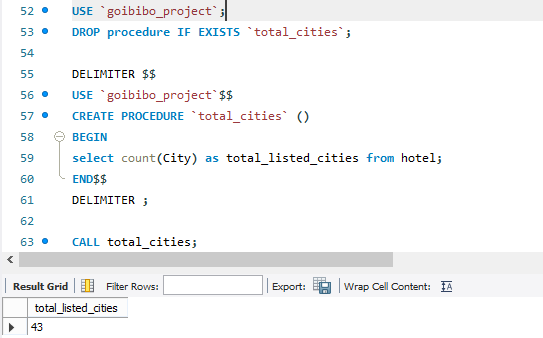 52 USE `goibibo_project`;
53 DROP procedure IF EXISTS `total_cities`;
54
55 DELIMITER $$
56 USE `goibibo_project`$$
57 CREATE PROCEDURE `total_cities` ()
58 BEGIN
59 select count(City) as total_listed_cities from hotel;
60 END$$
61 DELIMITER ;
62
63 CALL total_cities;
Result Grid Filter Rows: Export: Wrap Cell Content: IA
total_listed_cities
43